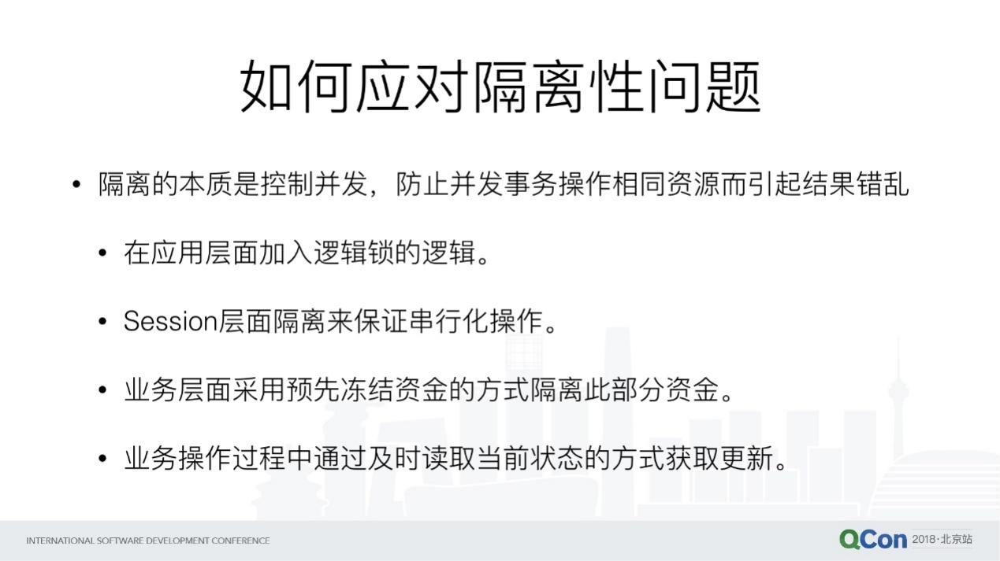 如何应对隔离性问题
• 隔离的本质是控制并发，防止并发事务操作相同资源而引起结果错乱
• 在应用层面加入逻辑锁的逻辑。
• Session层面隔离来保证串行化操作。
• 业务层面采用预先冻结资金的方式隔离此部分资金。
• 业务操作过程中通过及时读取当前状态的方式获取更新。
INTERNATIONAL SOFTWARE DEVELOPMENT CONFERENCE
QCon 2018·北京站